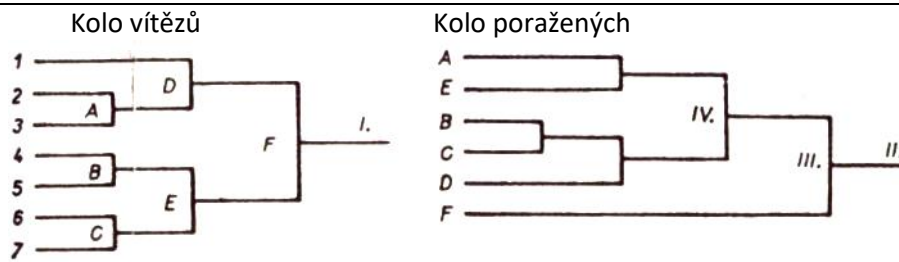 Kolo vítězů
Kolo poražených
1
2
3
4
5
6
7
A
B
C
D
E
F
I.
A
E
B
C
D
F
IV.
III.
II.